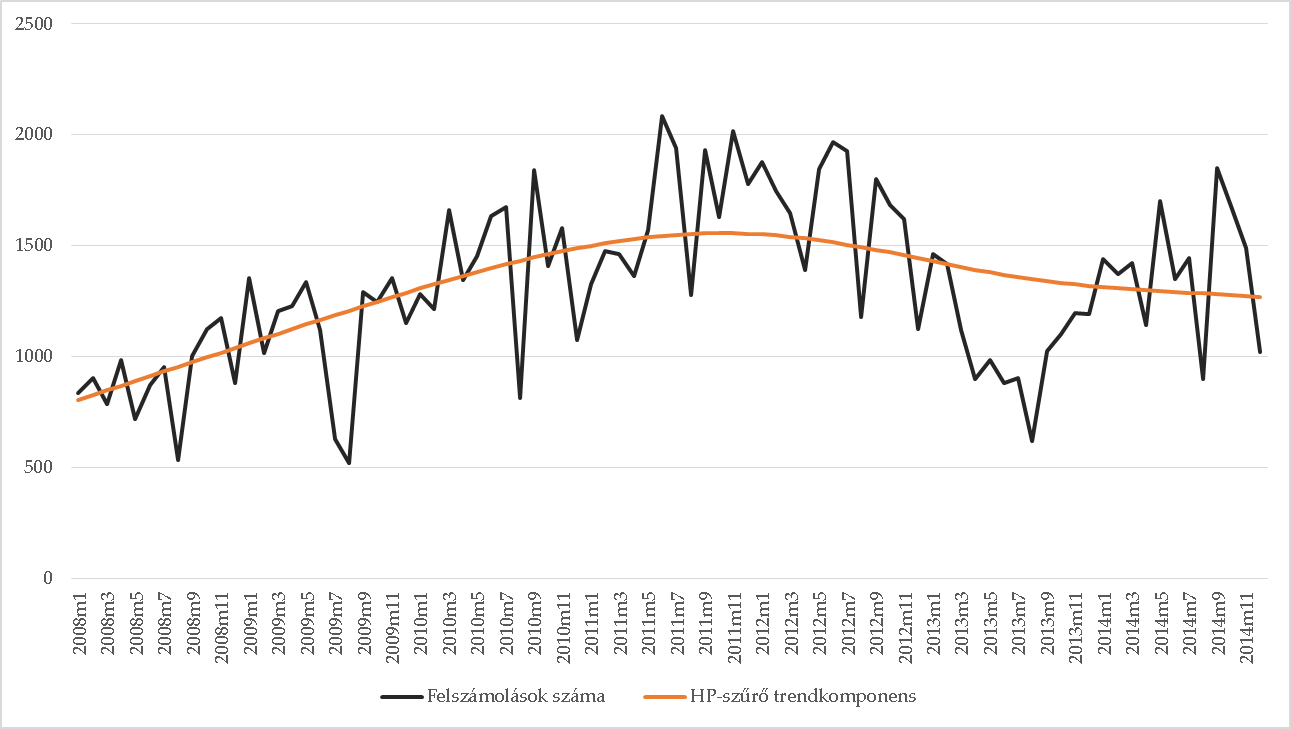 2500
2000
1500
1000
500
0
2008m1
2008m3
2008m5
2008m7
2008m9
2008m11
2009m1
2009m3
2009m5
2009m7
2009m9
2009m11
2010m1
2010m3
2010m5
2010m7
2010m9
2010m11
2011m1
2011m3
2011m5
2011m7
2011m9
2011m11
2012m1
2012m3
2012m5
2012m7
2012m9
2012m11
2013m1
2013m3
2013m5
2013m7
2013m9
2013m11
2014m1
2014m3
2014m5
2014m7
2014m9
2014m11
Felszámolások száma
HP-szűrő trendkomponens